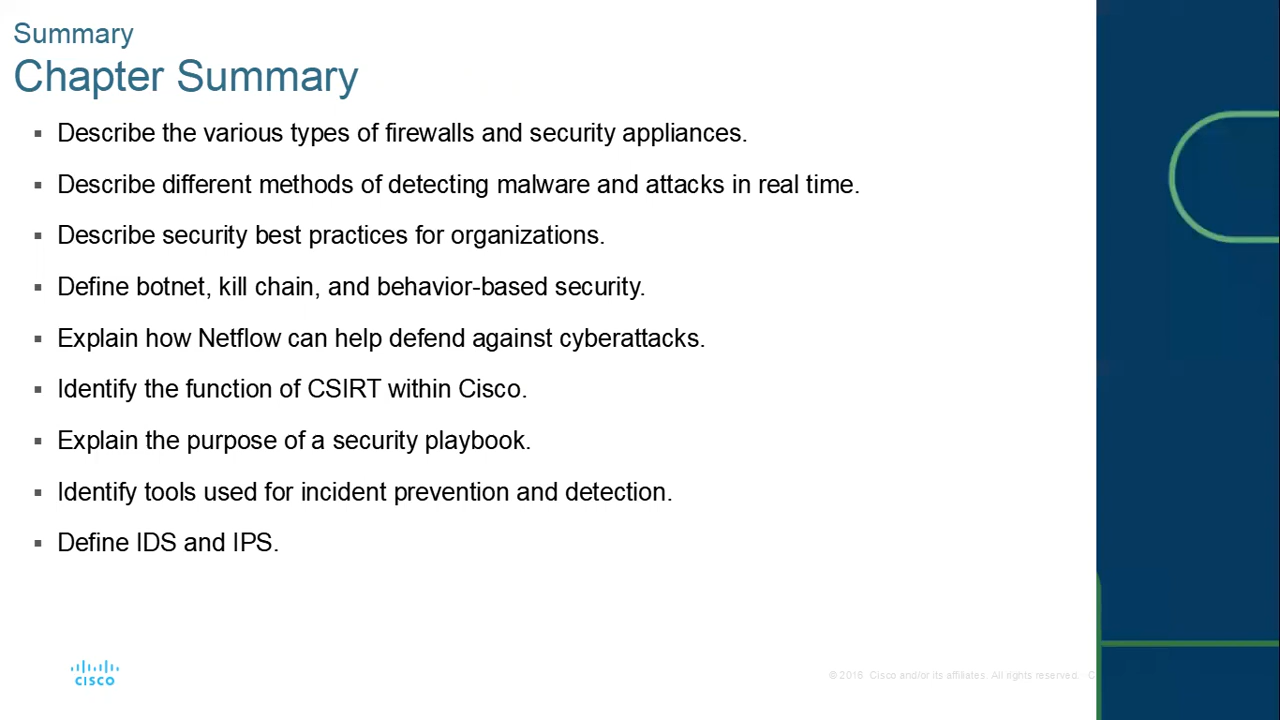 Summary
Chapter Summary
▪ Describe the various types of firewalls and security appliances.
▪ Describe different methods of detecting malware and attacks in real time.
▪ Describe security best practices for organizations.
▪ Define botnet, kill chain, and behavior-based security.
▪ Explain how Netflow can help defend against cyberattacks.
▪ Identify the function of CSIRT within Cisco.
▪ Explain the purpose of a security playbook.
▪ Identify tools used for incident prevention and detection.
▪ Define IDS and IPS.
CISCO
© 2016 Cisco and/or its affiliates. All rights reserved. C